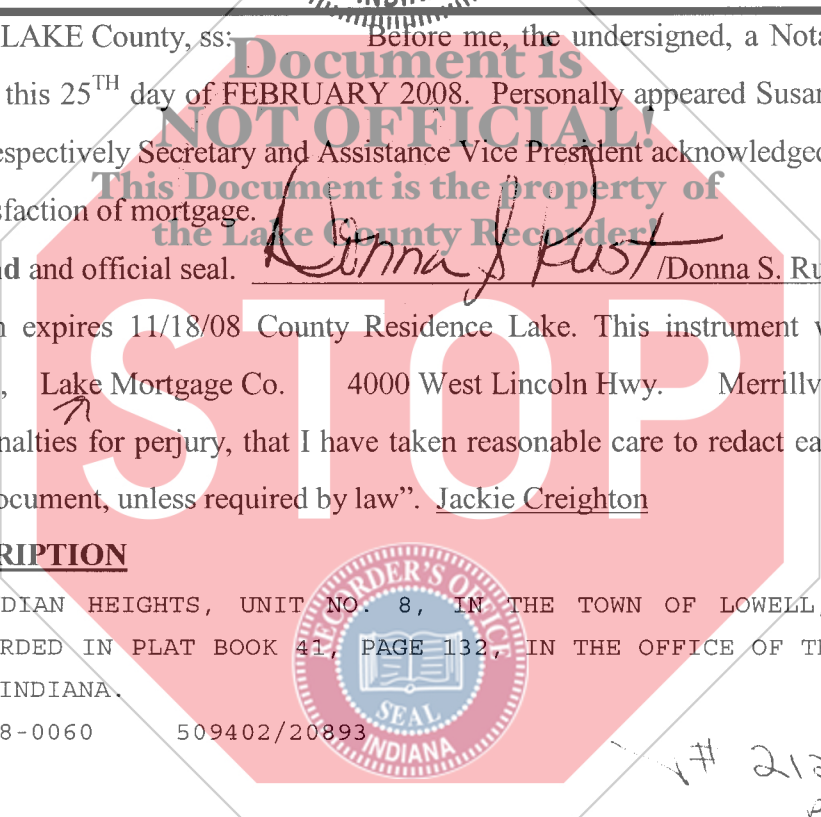 LAKE County, ss: Before me, the undersigned, a Nota
Document is
this 25TH day of FEBRUARY 2008. Personally appeared Susan
NOT OFFICIAL!
espectively Secretary and Assistance Vice President acknowledged
This Document is the property of
sfaction of mortgage.
the Lake County Recorder!
nd and official seal. Donna S Rust /Donna S. Ru
n expires 11/18/08 County Residence Lake. This instrument w
, Lake Mortgage Co. 4000 West Lincoln Hwy. Merrillv
STOP
nalties for perjury, that I have taken reasonable care to redact ea
ocument, unless required by law”. Jackie Creighton
RIPTION
DIAN HEIGHTS, UNIT NO. 8, IN THE TOWN OF LOWELL,
RDED IN PLAT BOOK 41, PAGE 132, IN THE OFFICE OF TH
INDIANA.
8-0060 509402/20893
RECORDER'S OFFICE
SEAL
INDIANA
# 212